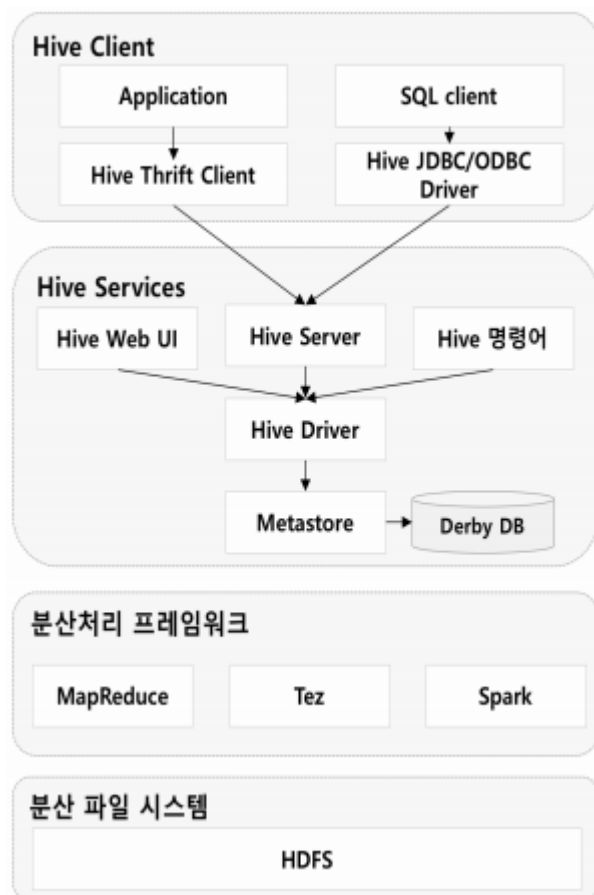 Hive Client
Application
SQL client
Hive Thrift Client
Hive JDBC/ODBC
Driver
Hive Services
Hive Web UI
Hive Server
Hive 명령어
Hive Driver
Metastore
Derby DB
분산처리 프레임워크
MapReduce
Tez
Spark
분산 파일 시스템
HDFS